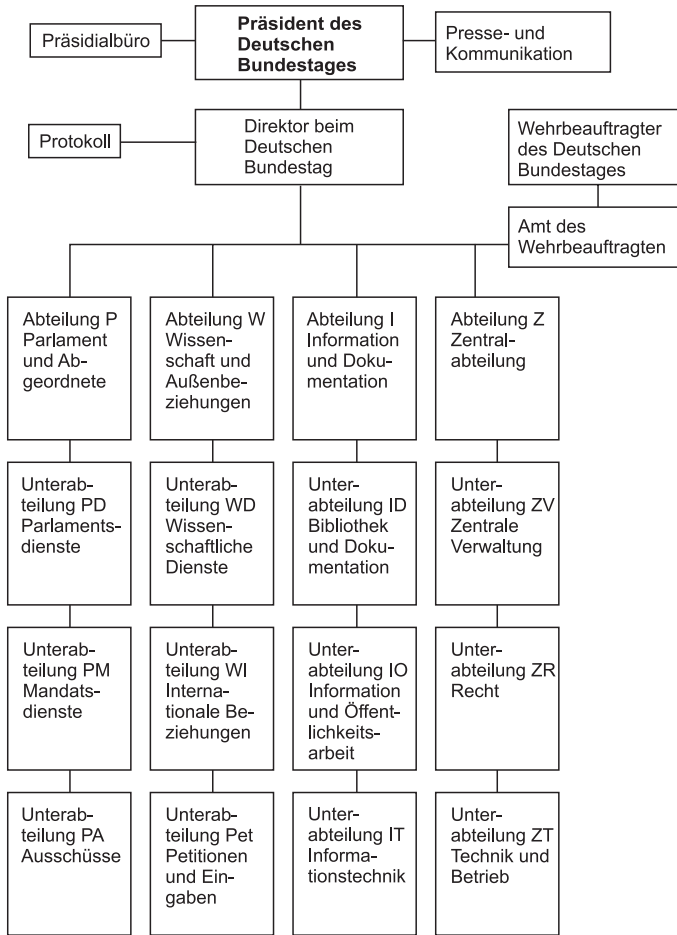 Präsidialbüro
Präsident des
Deutschen
Bundestages
Presse- und
Kommunikation
Protokoll
Direktor beim
Deutschen
Bundestag
Wehrbeauftragter
des Deutschen
Bundestages
Amt des
Wehrbeauftragten
Abteilung P
Parlament
und Ab-
geordnete
Abteilung W
Wissen-
schaft und
Außenbe-
ziehungen
Abteilung I
Information
und Doku-
mentation
Abteilung Z
Zentral-
abteilung
Unterab-
teilung PD
Parlaments-
dienste
Unterab-
teilung WD
Wissen-
schaftliche
Dienste
Unter-
abteilung ID
Bibliothek
und Doku-
mentation
Unter-
abteilung ZV
Zentrale
Verwaltung
Unterab-
teilung PM
Mandats-
dienste
Unterab-
teilung WI
Interna-
tionale Be-
ziehungen
Unter-
abteilung IO
Information
und Öffent-
lichkeits-
arbeit
Unter-
abteilung ZR
Recht
Unterab-
teilung PA
Ausschüsse
Unterab-
teilung Pet
Petitionen
und Ein-
gaben
Unter-
abteilung IT
Informa-
tionstechnik
Unter-
abteilung ZT
Technik und
Betrieb